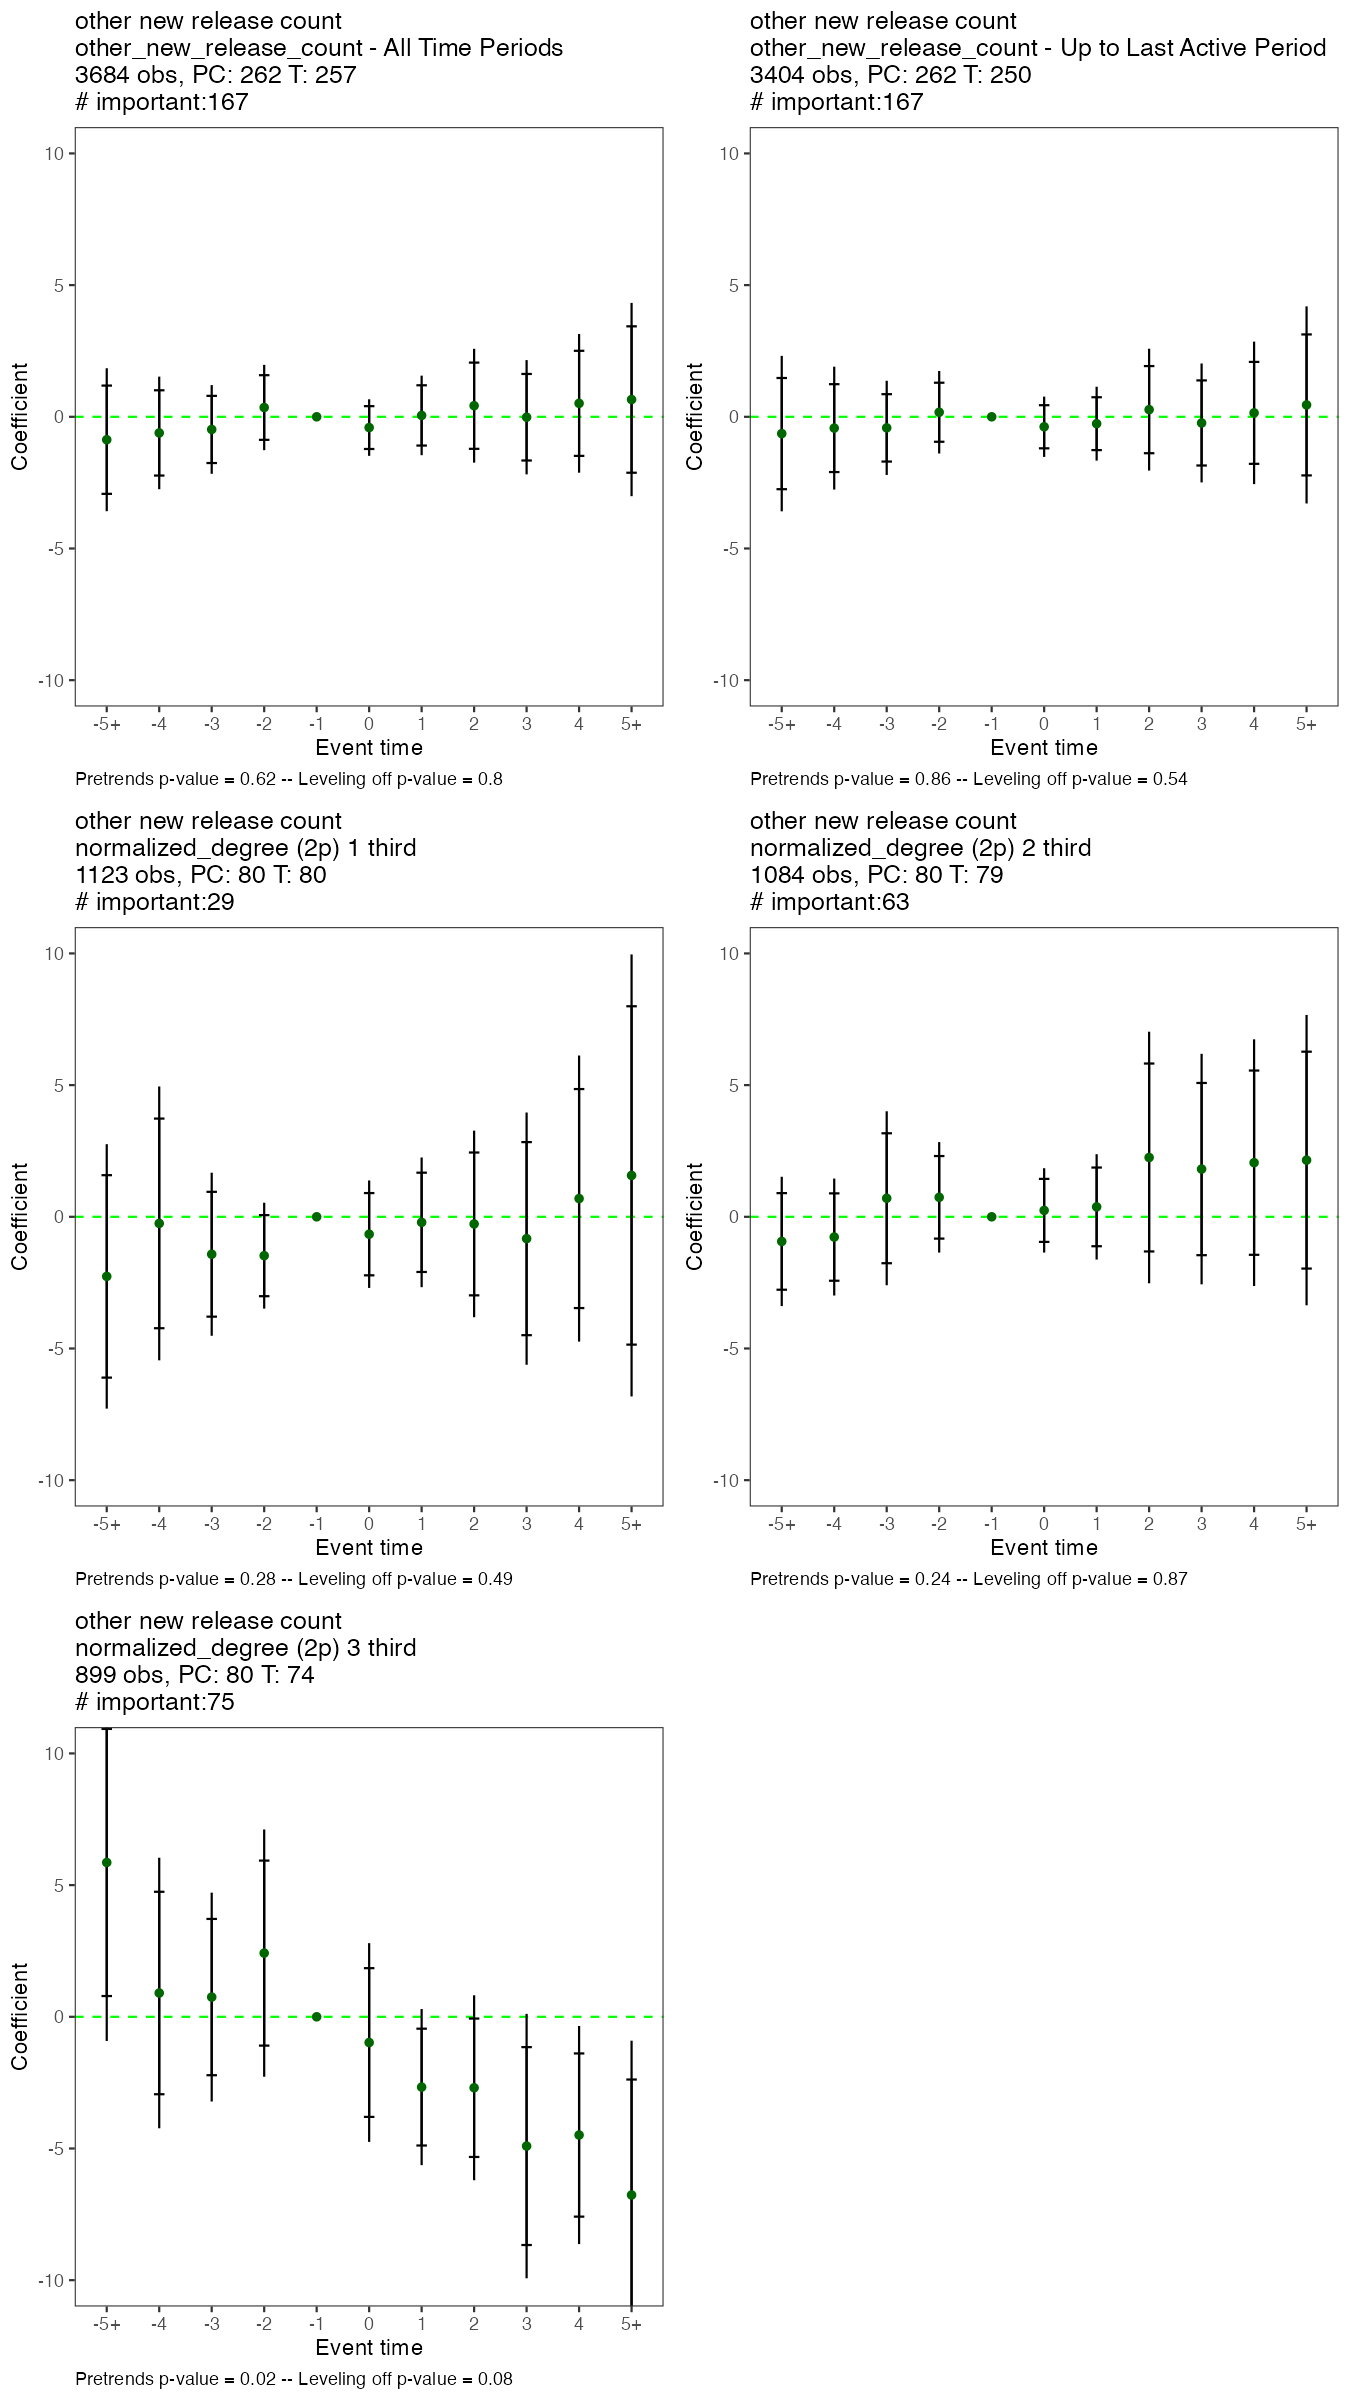 other new release count
other_new_release_count - All Time Periods
3684 obs, PC: 262 T: 257
# important:167
10
5
0
-5
-10
Coefficient
-5+ -4 -3 -2 -1 0 1 2 3 4 5+
Event time
Pretrends p-value = 0.62 -- Leveling off p-value = 0.8
other new release count
other_new_release_count - Up to Last Active Period
3404 obs, PC: 262 T: 250
# important:167
10
5
0
-5
-10
Coefficient
-5+ -4 -3 -2 -1 0 1 2 3 4 5+
Event time
Pretrends p-value = 0.86 -- Leveling off p-value = 0.54
other new release count
normalized_degree (2p) 1 third
1123 obs, PC: 80 T: 80
# important:29
10
5
0
-5
-10
Coefficient
-5+ -4 -3 -2 -1 0 1 2 3 4 5+
Event time
Pretrends p-value = 0.28 -- Leveling off p-value = 0.49
other new release count
normalized_degree (2p) 2 third
1084 obs, PC: 80 T: 79
# important:63
10
5
0
-5
-10
Coefficient
-5+ -4 -3 -2 -1 0 1 2 3 4 5+
Event time
Pretrends p-value = 0.24 -- Leveling off p-value = 0.87
other new release count
normalized_degree (2p) 3 third
899 obs, PC: 80 T: 74
# important:75
10
5
0
-5
-10
Coefficient
-5+ -4 -3 -2 -1 0 1 2 3 4 5+
Event time
Pretrends p-value = 0.02 -- Leveling off p-value = 0.08